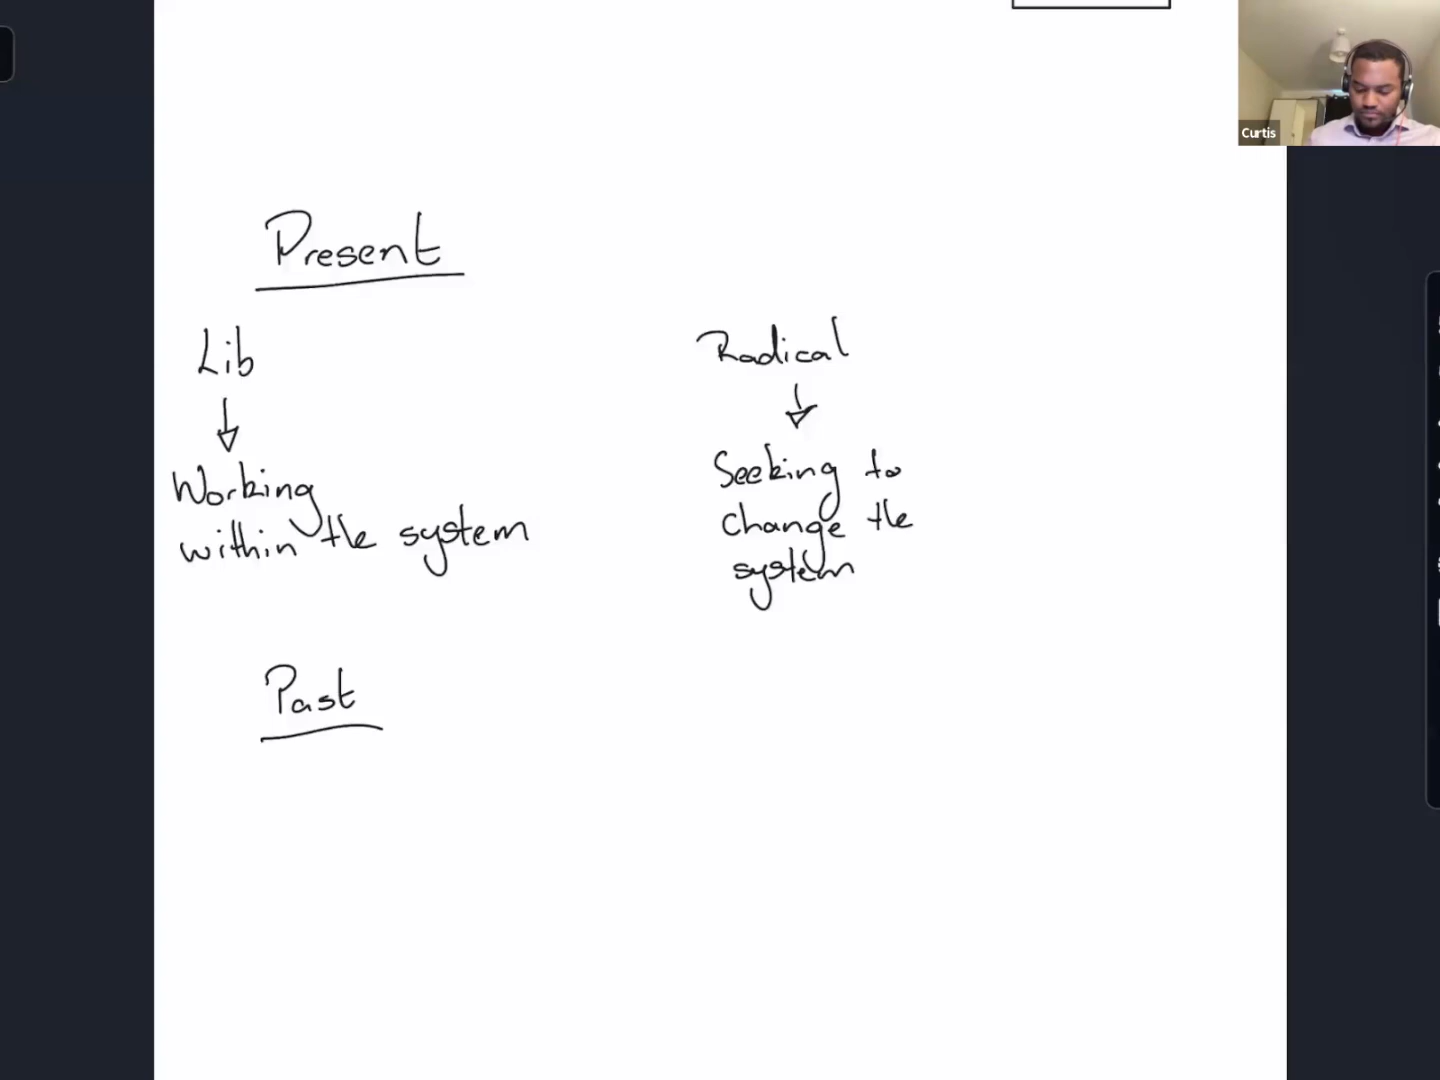 Curtis
Present
Lib
Radical
Working
within the system
Seeking to
change the
system
Past